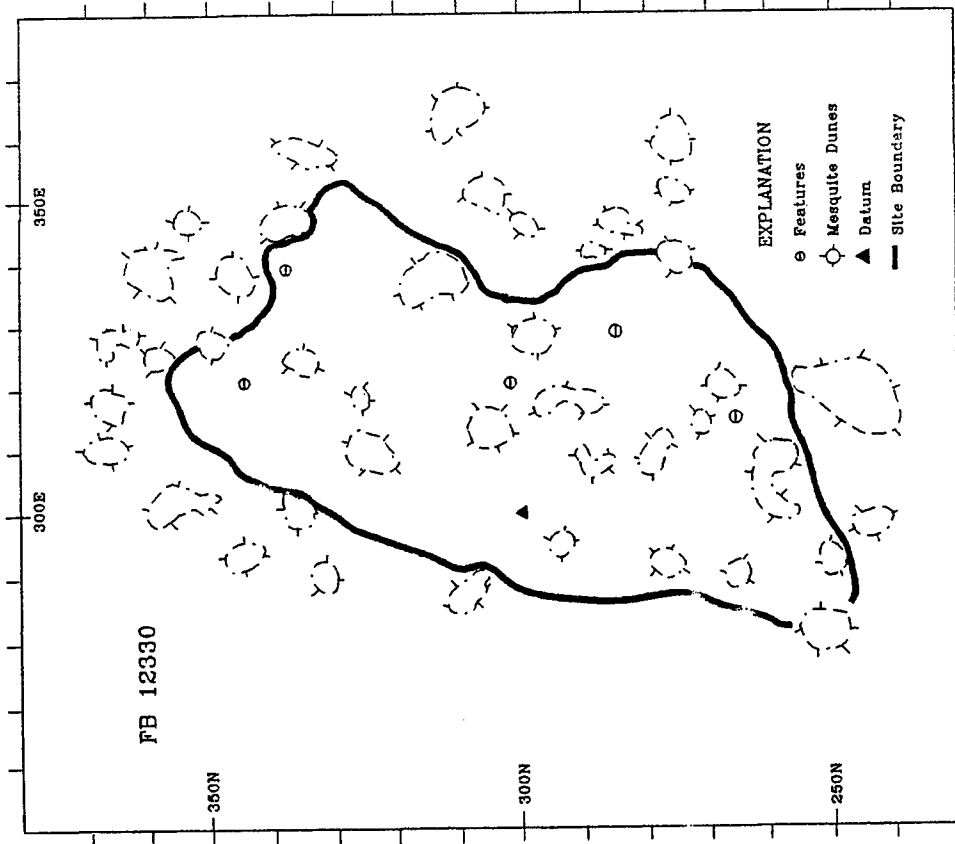 FB 12330
350N
300N
250N
300E
350E
EXPLANATION
Features
Mesquite Dunes
Datum
Site Boundary